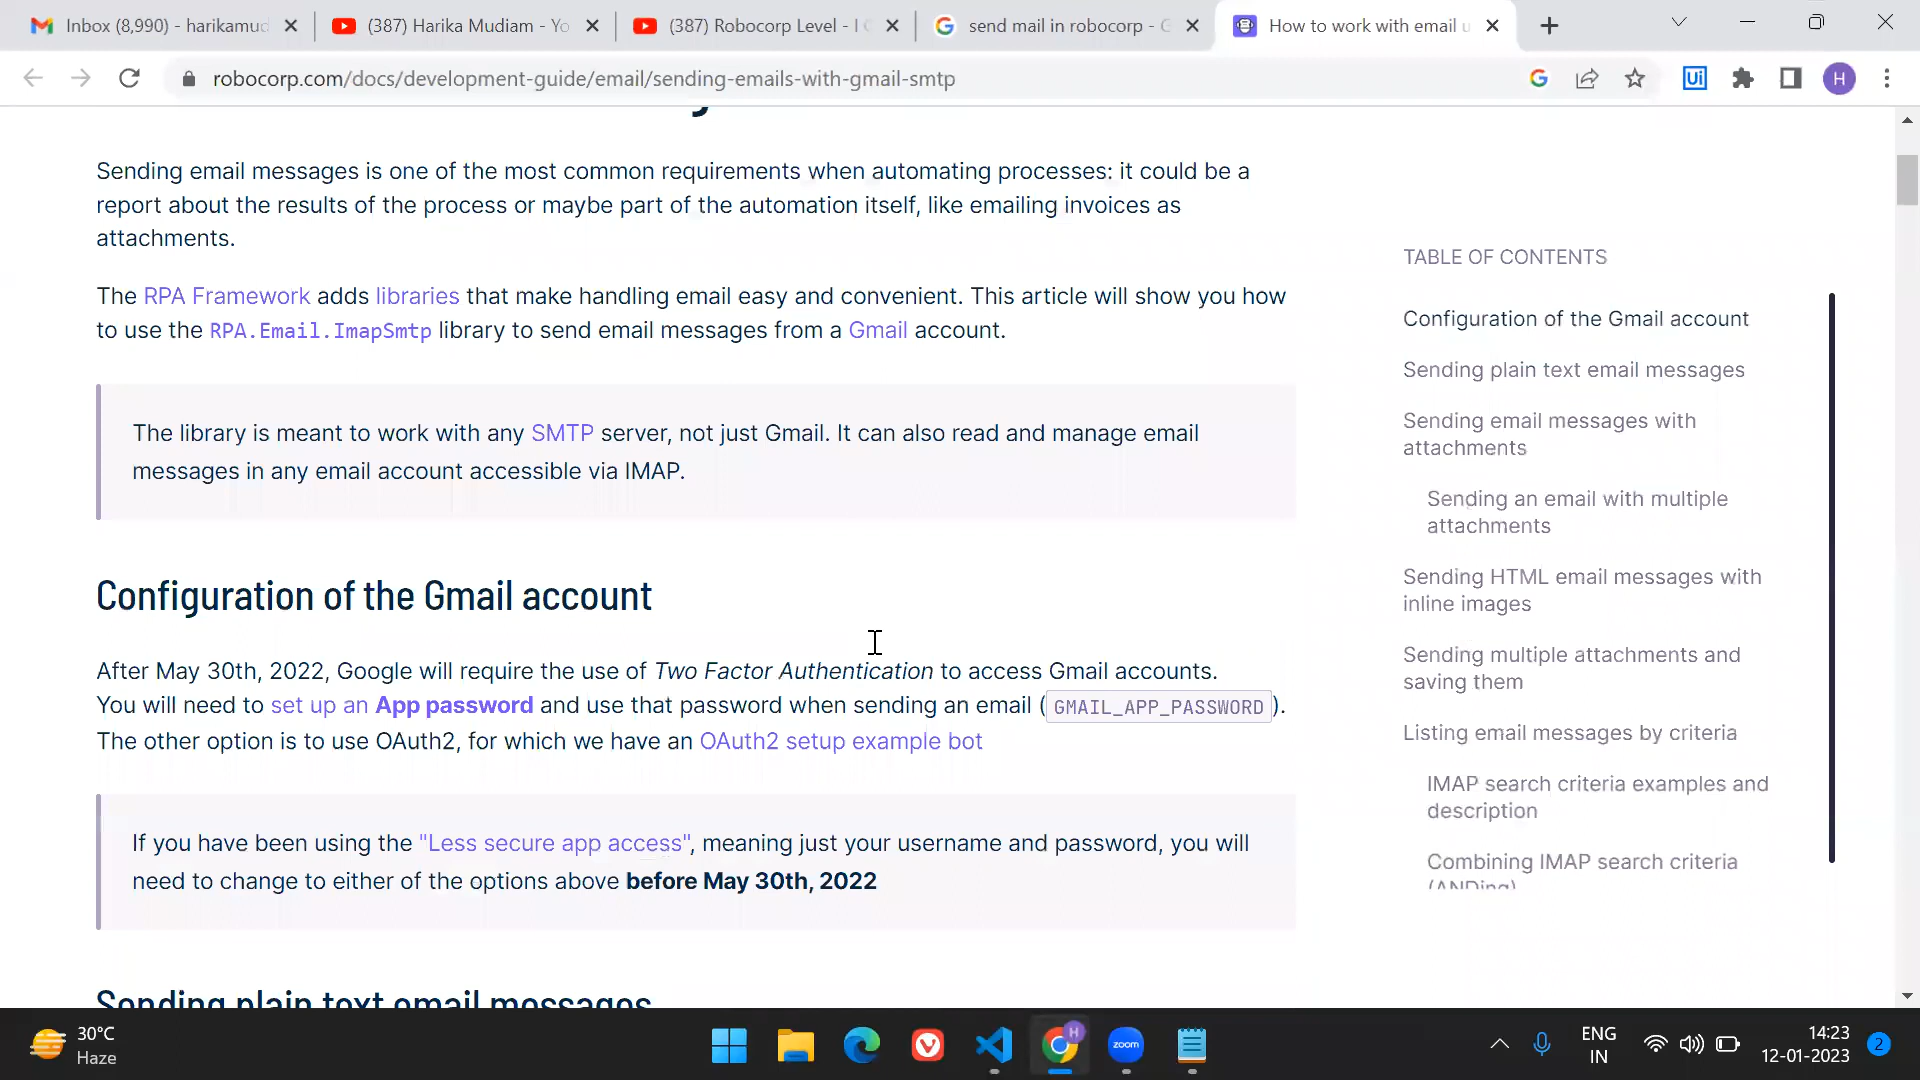 Inbox (8,990) - harikamud
(387) Harika Mudiam - Yo
(387) Robocorp Level - I
send mail in robocorp - G
How to work with email u
robocorp.com/docs/development-guide/email/sending-emails-with-gmail-smtp
Ui
H
Sending email messages is one of the most common requirements when automating processes: it could be a
report about the results of the process or maybe part of the automation itself, like emailing invoices as
attachments.
The RPA Framework adds libraries that make handling email easy and convenient. This article will show you how
to use the RPA.Email.ImapSmtp library to send email messages from a Gmail account.
The library is meant to work with any SMTP server, not just Gmail. It can also read and manage email
messages in any email account accessible via IMAP.
Configuration of the Gmail account
After May 30th, 2022, Google will require the use of Two Factor Authentication to access Gmail accounts.
You will need to set up an App password and use that password when sending an email (GMAIL_APP_PASSWORD).
The other option is to use OAuth2, for which we have an OAuth2 setup example bot
If you have been using the "Less secure app access", meaning just your username and password, you will
need to change to either of the options above before May 30th, 2022
Sending plain text email messages
TABLE OF CONTENTS
Configuration of the Gmail account
Sending plain text email messages
Sending email messages with
attachments
Sending an email with multiple
attachments
Sending HTML email messages with
inline images
Sending multiple attachments and
saving them
Listing email messages by criteria
IMAP search criteria examples and
description
Combining IMAP search criteria
(ANDing)
30°C
Haze
H
zoom
ENG
IN
14:23
12-01-2023
2